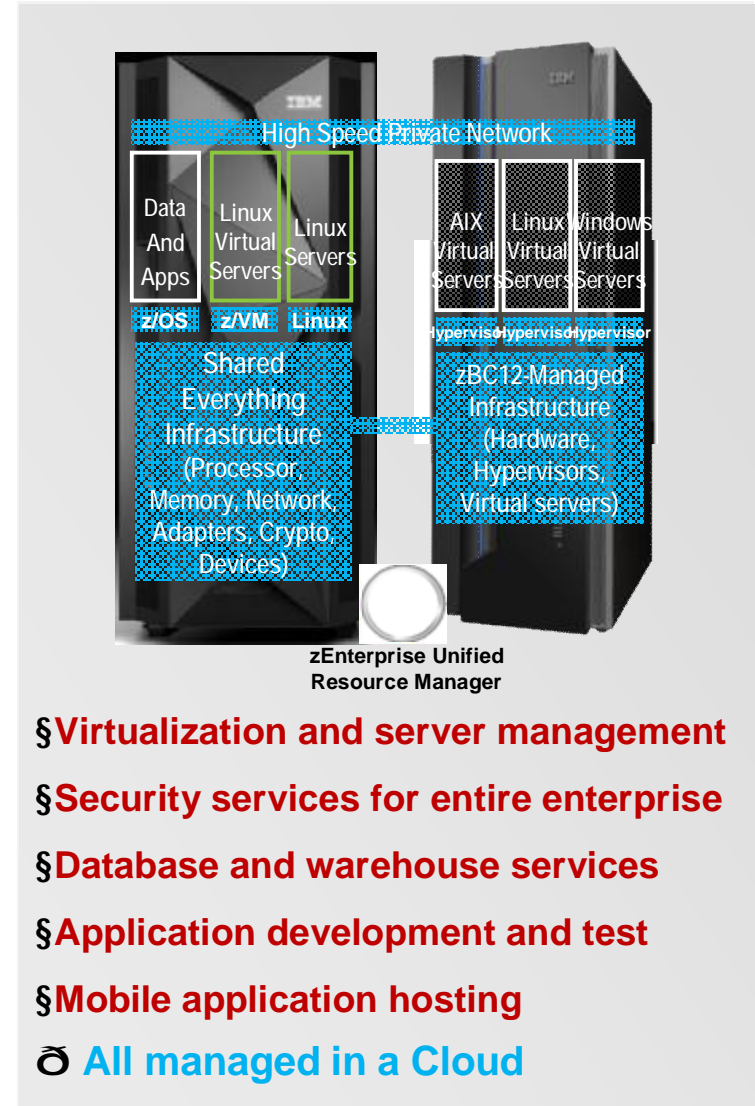 IBM
IBM
High Speed Private Network
Data
And
Apps
Linux
Virtual
Servers
Linux
Servers
AIX
Virtual
Servers
Linux
Virtual
Servers
Windows
Virtual
Servers
z/OS
z/VM
Linux
Hypervisor
Hypervisor
Hypervisor
Shared
Everything
Infrastructure
(Processor,
Memory, Network,
Adapters, Crypto,
Devices)
zBC12-Managed
Infrastructure
(Hardware,
Hypervisors,
Virtual servers)
zEnterprise Unified
Resource Manager
§Virtualization and server management
§Security services for entire enterprise
§Database and warehouse services
§Application development and test
§Mobile application hosting
ð All managed in a Cloud